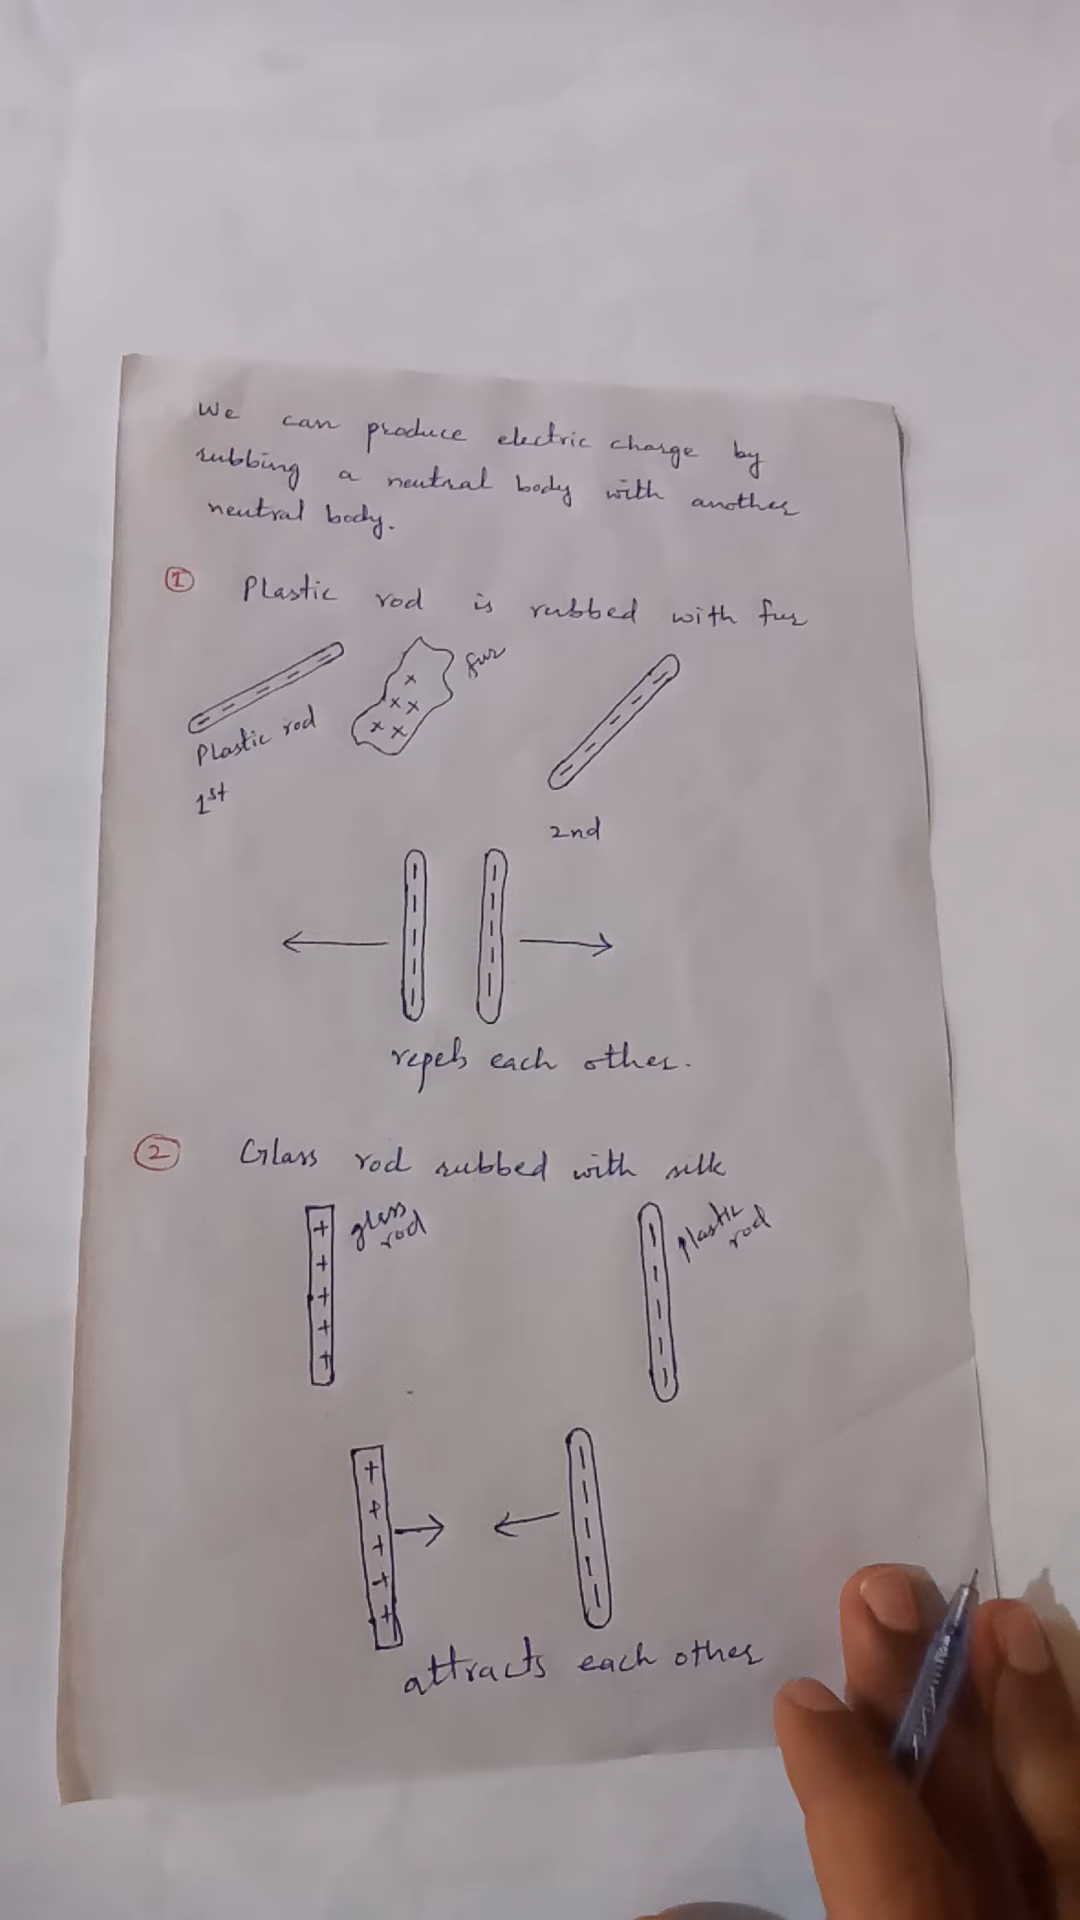 We can produce electric charge by
rubbing a neutral body with another
neutral body.
① Plastic rod is rubbed with fur
fur
Plastic rod
1st
2nd
repels each other.
② Glass rod rubbed with silk
glass
rod
plastic
rod
attracts each other